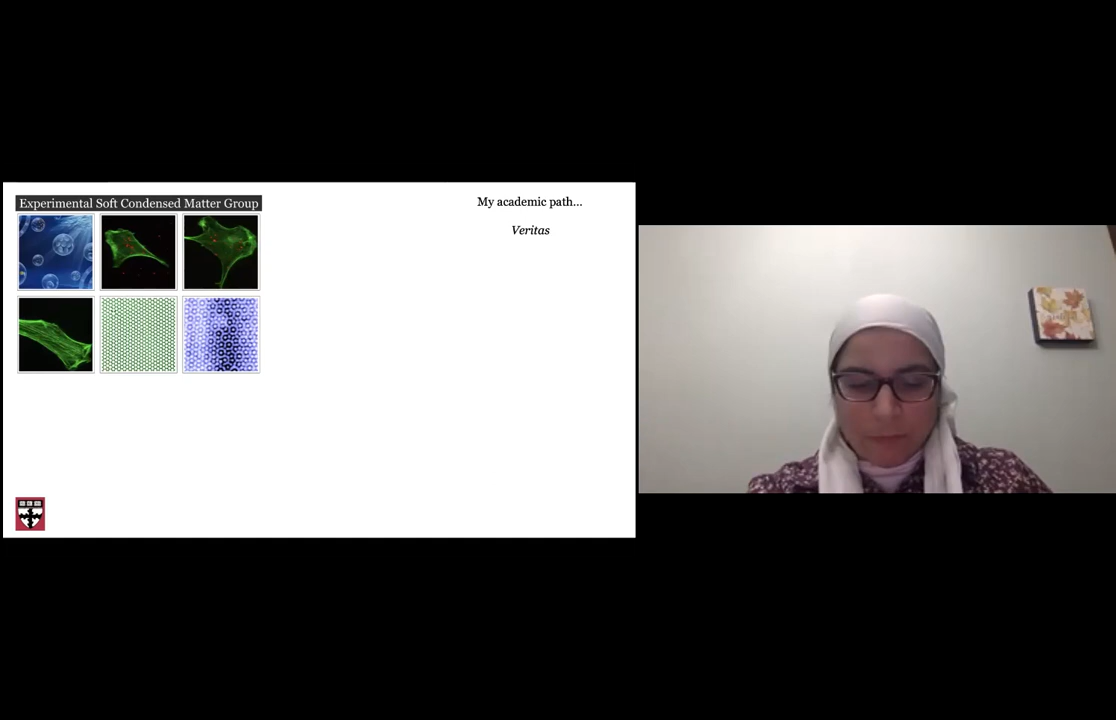 Experimental Soft Condensed Matter Group
My academic path...
Veritas